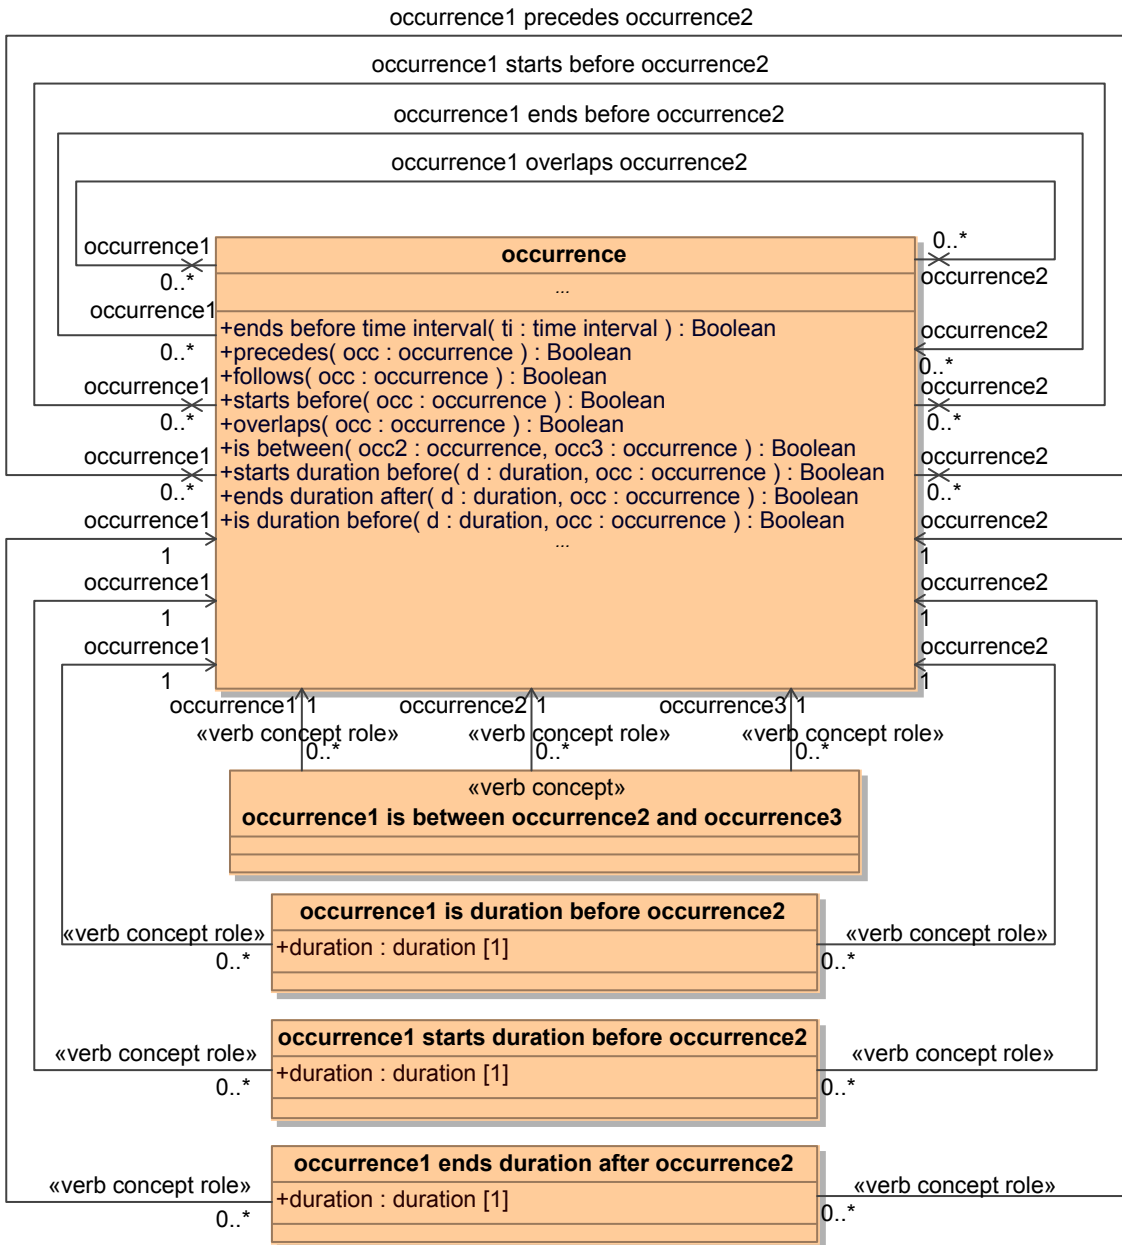 occurrence1 precedes occurrence2
occurrence1 starts before occurrence2
occurrence1 ends before occurrence2
occurrence1 overlaps occurrence2
occurrence1
0..*
occurrence
0..*
occurrence2
...
occurrence1
0..*
+ends before time interval( ti : time interval ) : Boolean
+precedes( occ : occurrence ) : Boolean
+follows( occ : occurrence ) : Boolean
+starts before( occ : occurrence ) : Boolean
+overlaps( occ : occurrence ) : Boolean
+is between( occ2 : occurrence, occ3 : occurrence ) : Boolean
+starts duration before( d : duration, occ : occurrence ) : Boolean
+ends duration after( d : duration, occ : occurrence ) : Boolean
+is duration before( d : duration, occ : occurrence ) : Boolean
...
occurrence2
0..*
occurrence1
0..*
occurrence2
0..*
occurrence1
0..*
occurrence2
0..*
occurrence1
1
occurrence2
1
occurrence1
1
occurrence2
1
occurrence1
1
occurrence2
1
occurrence1 1
«verb concept role»
0..*
occurrence2 1
«verb concept role»
0..*
occurrence3 1
«verb concept role»
0..*
«verb concept»
occurrence1 is between occurrence2 and occurrence3
occurrence1 is duration before occurrence2
+duration : duration [1]
«verb concept role»
0..*
«verb concept role»
0..*
occurrence1 starts duration before occurrence2
+duration : duration [1]
«verb concept role»
0..*
«verb concept role»
0..*
occurrence1 ends duration after occurrence2
+duration : duration [1]
«verb concept role»
0..*
«verb concept role»
0..*